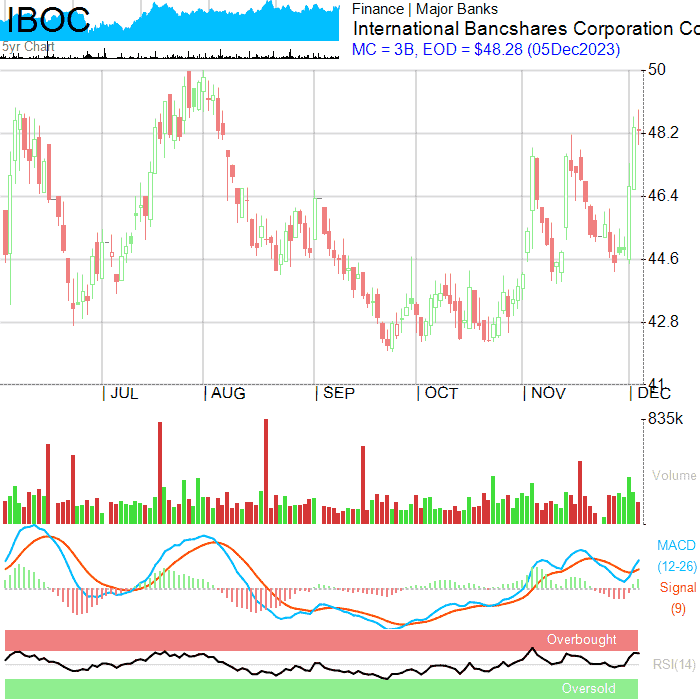 IBOC
5yr Chart
Finance | Major Banks
International Bancshares Corporation Co
MC = 3B, EOD = $48.28 (05Dec2023)
50
48.2
46.4
44.6
42.8
41
| JUL | AUG | SEP | OCT | NOV | DEC
835k
Volume
MACD
(12-26)
Signal
(9)
Overbought
RSI(14)
Oversold